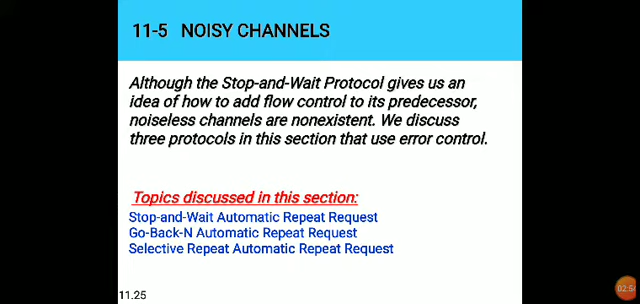 11-5 NOISY CHANNELS
Although the Stop-and-Wait Protocol gives us an
idea of how to add flow control to its predecessor,
noiseless channels are nonexistent. We discuss
three protocols in this section that use error control.
Topics discussed in this section:
Stop-and-Wait Automatic Repeat Request
Go-Back-N Automatic Repeat Request
Selective Repeat Automatic Repeat Request
11.25